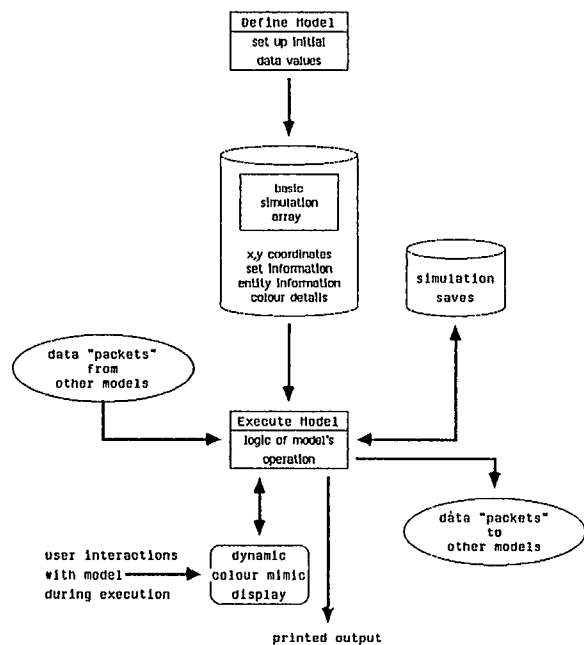 Define Model
set up initial
data values
basic
simulation
array
x,y coordinates
set information
entity information
colour details
simulation
saves
data "packets"
from
other models
Execute Model
logic of model's
operation
data "packets"
to
other models
user interactions
with model
during execution
dynamic
colour mimic
display
printed output